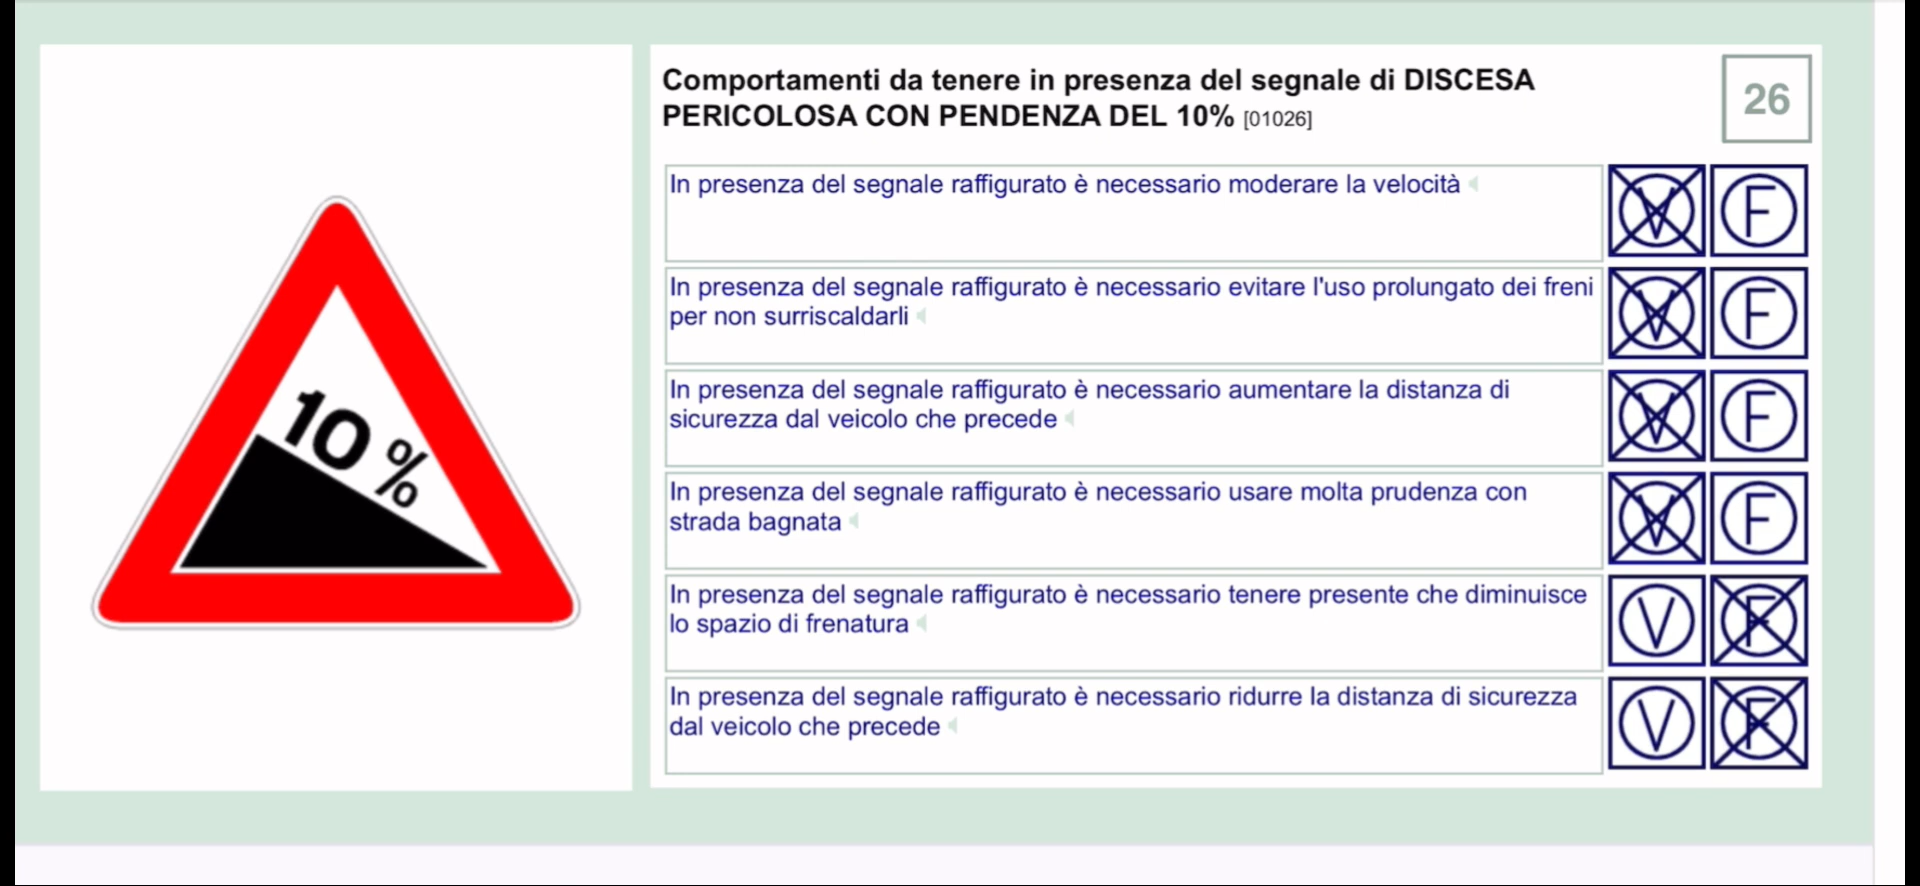 Comportamenti da tenere in presenza del segnale di DISCESA
PERICOLOSA CON PENDENZA DEL 10% [01026]
26
10 %
In presenza del segnale raffigurato è necessario moderare la velocità
V F
In presenza del segnale raffigurato è necessario evitare l'uso prolungato dei freni
per non surriscaldarli
V F
In presenza del segnale raffigurato è necessario aumentare la distanza di
sicurezza dal veicolo che precede
V F
In presenza del segnale raffigurato è necessario usare molta prudenza con
strada bagnata
V F
In presenza del segnale raffigurato è necessario tenere presente che diminuisce
lo spazio di frenatura
V F
In presenza del segnale raffigurato è necessario ridurre la distanza di sicurezza
dal veicolo che precede
V F